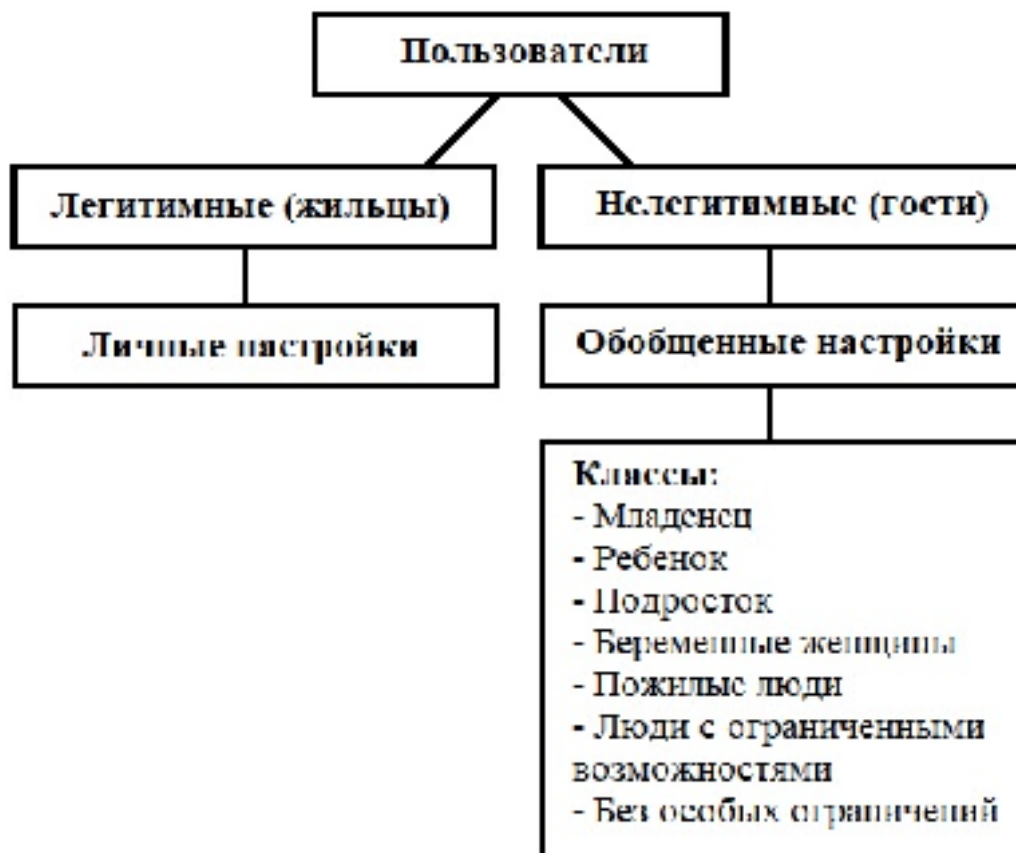 Пользователи
Легитимные (жильцы)
Нелегитимные (гости)
Личные настройки
Обобщенные настройки
Классы:
- Младенец
- Ребенок
- Подросток
- Беременные женщины
- Пожилые люди
- Люди с ограниченными
возможностями
- Без особых ограничений